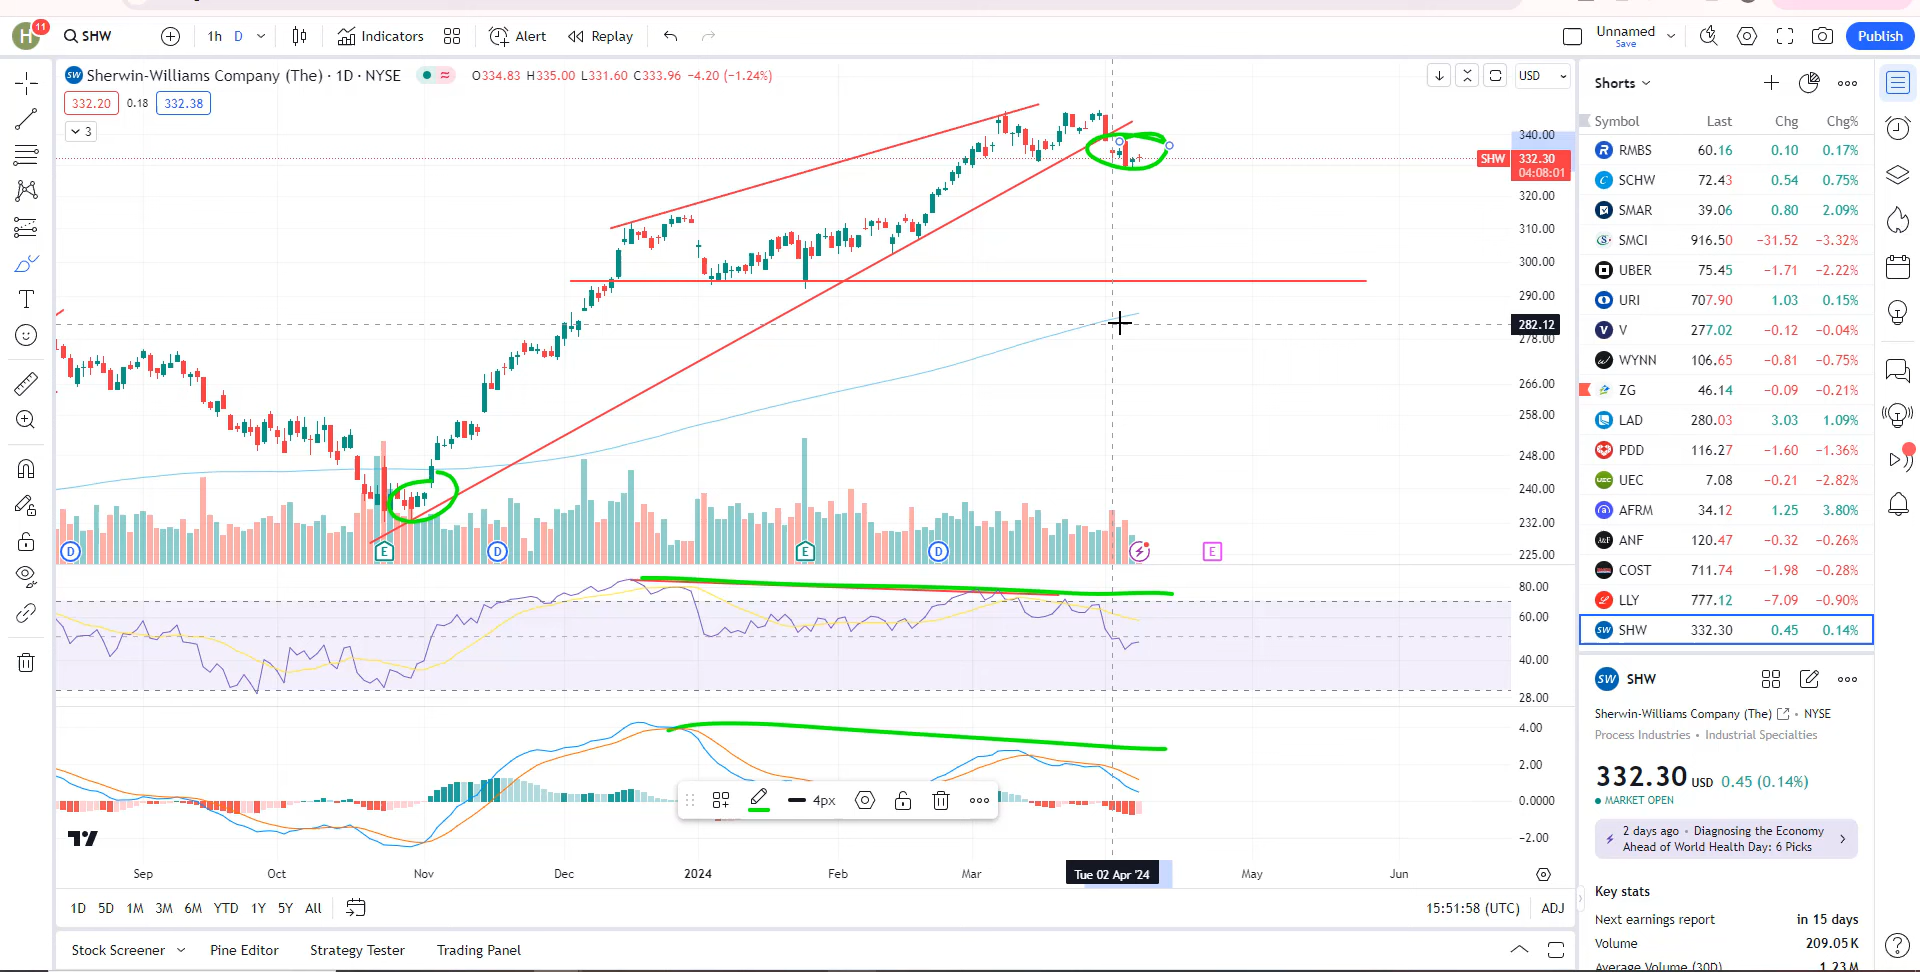 H 11 SHW 1h D Indicators Alert Replay Unnamed Save Publish
SW Sherwin-Williams Company (The) · 1D · NYSE O334.83 H335.00 L331.60 C333.96 −4.20 (−1.24%) USD
332.20 0.18 332.38
3
340.00
SHW 332.30
04:08:01
320.00
310.00
300.00
290.00
282.12
278.00
266.00
258.00
248.00
240.00
232.00
225.00
D E D E D E
80.00
60.00
40.00
28.00
4.00
2.00
0.0000
−2.00
4px
Sep Oct Nov Dec 2024 Feb Mar Tue 02 Apr '24 May Jun
1D 5D 1M 3M 6M YTD 1Y 5Y All 15:51:58 (UTC) ADJ
Stock Screener Pine Editor Strategy Tester Trading Panel
Shorts
Symbol Last Chg Chg%
RMBS 60.16 0.10 0.17%
SCHW 72.43 0.54 0.75%
SMAR 39.06 0.80 2.09%
SMCI 916.50 −31.52 −3.32%
UBER 75.45 −1.71 −2.22%
URI 707.90 1.03 0.15%
V 277.02 −0.12 −0.04%
WYNN 106.65 −0.81 −0.75%
ZG 46.14 −0.09 −0.21%
LAD 280.03 3.03 1.09%
PDD 116.27 −1.60 −1.36%
UEC 7.08 −0.21 −2.82%
AFRM 34.12 1.25 3.80%
ANF 120.47 −0.32 −0.26%
COST 711.74 −1.98 −0.28%
LLY 777.12 −7.09 −0.90%
SW SHW 332.30 0.45 0.14%
SW SHW
Sherwin-Williams Company (The) • NYSE
Process Industries • Industrial Specialties
332.30 USD 0.45 (0.14%)
MARKET OPEN
2 days ago • Diagnosing the Economy
Ahead of World Health Day: 6 Picks
Key stats
Next earnings report in 15 days
Volume 209.05K
Average Volume (30D) 1.23M